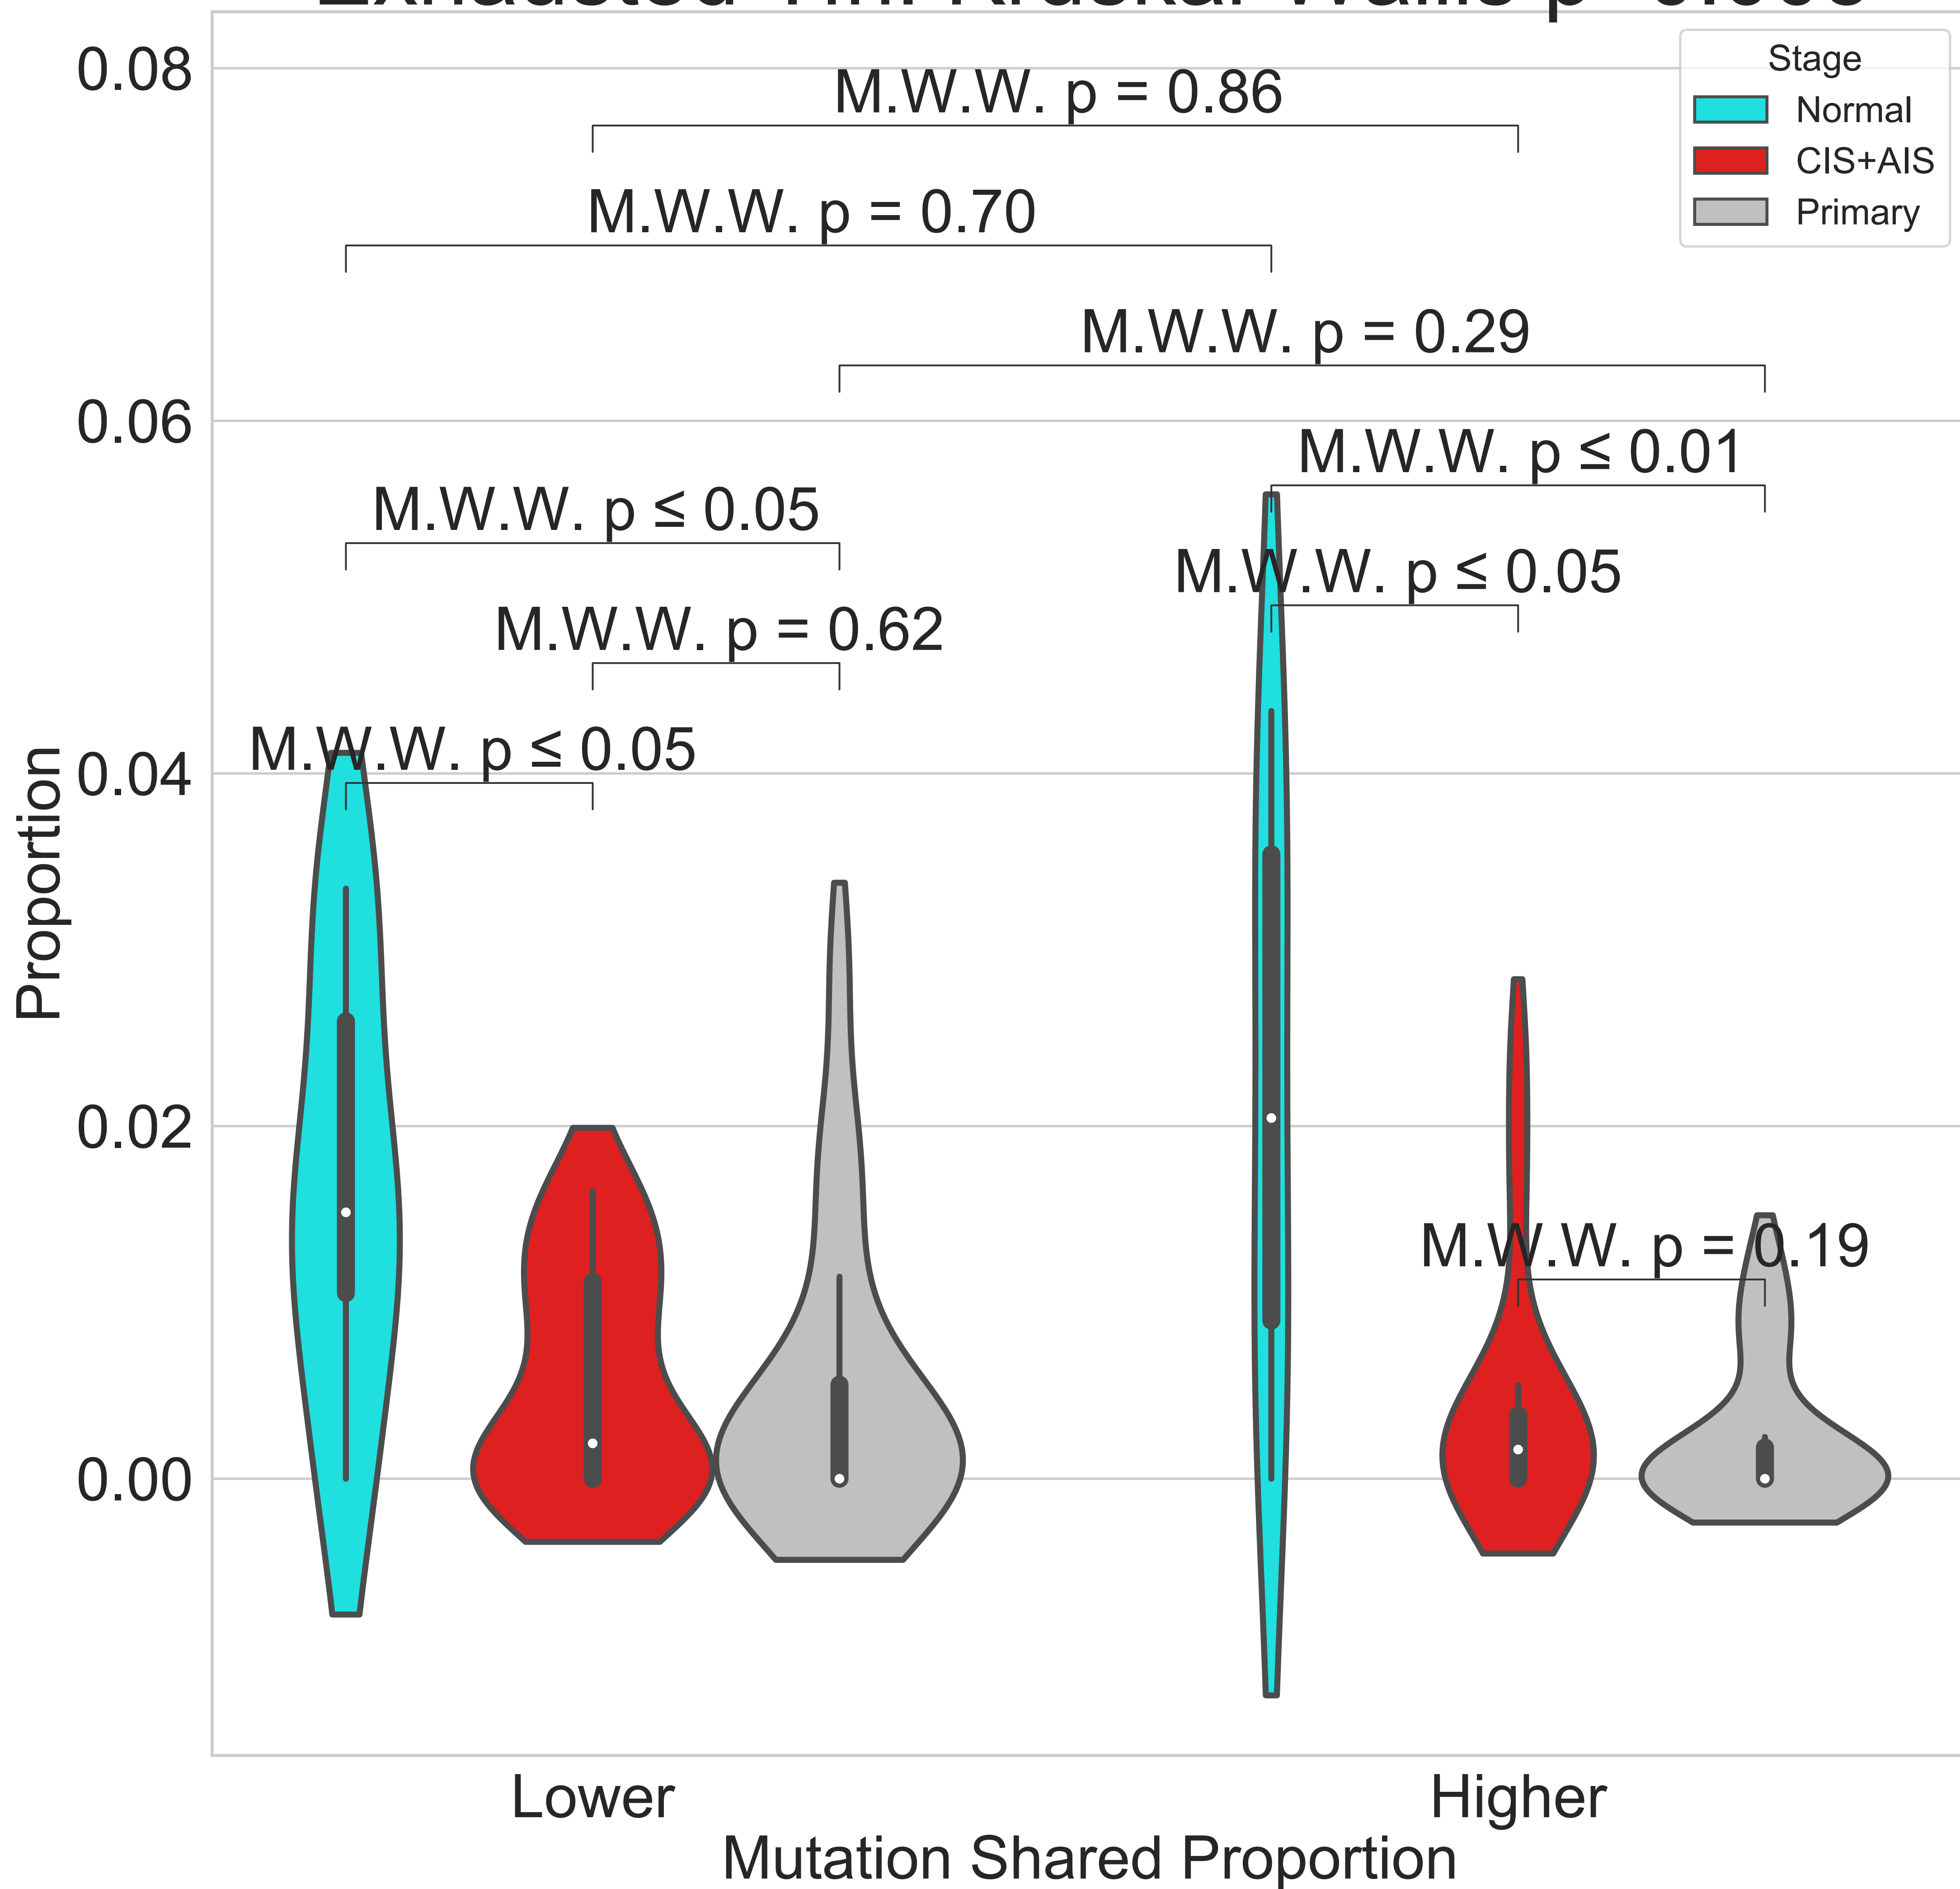 0.08
0.06
0.04
0.02
0.00
Proportion
Stage
Normal
CIS+AIS
Primary
M.W.W. p = 0.86
M.W.W. p = 0.70
M.W.W. p = 0.29
M.W.W. p ≤ 0.01
M.W.W. p ≤ 0.05
M.W.W. p ≤ 0.05
M.W.W. p = 0.62
M.W.W. p ≤ 0.05
M.W.W. p = 0.19
Lower
Higher
Mutation Shared Proportion